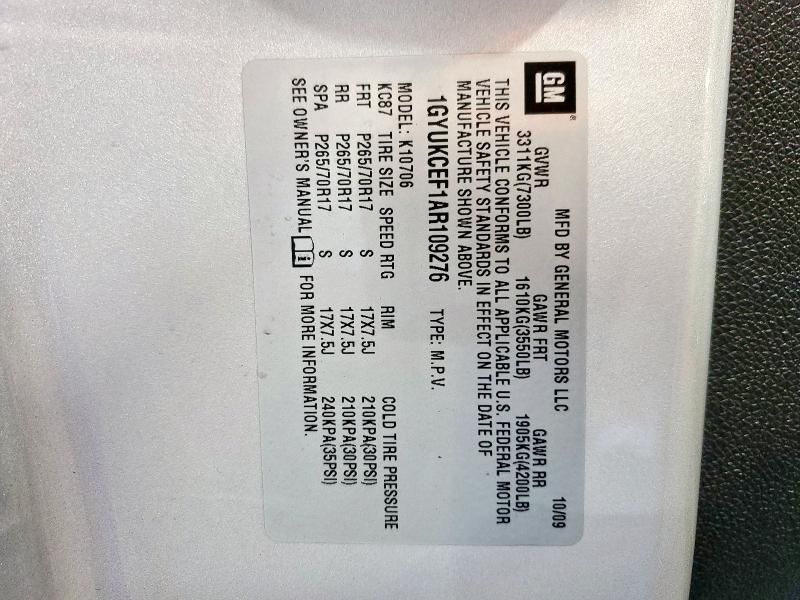 GM ®
MFD BY GENERAL MOTORS LLC 10/09
GVWR GAWR FRT GAWR RR
3311KG(7300LB) 1610KG(3550LB) 1905KG(4200LB)
THIS VEHICLE CONFORMS TO ALL APPLICABLE U.S. FEDERAL MOTOR
VEHICLE SAFETY STANDARDS IN EFFECT ON THE DATE OF
MANUFACTURE SHOWN ABOVE.
1GYUKCEF1AR109276 TYPE: M.P.V.
MODEL: K10706
KC87 TIRE SIZE SPEED RTG RIM COLD TIRE PRESSURE
FRT P265/70R17 S 17X7.5J 210KPA(30PSI)
RR P265/70R17 S 17X7.5J 210KPA(30PSI)
SPA P265/70R17 S 17X7.5J 240KPA(35PSI)
SEE OWNER'S MANUAL i FOR MORE INFORMATION.